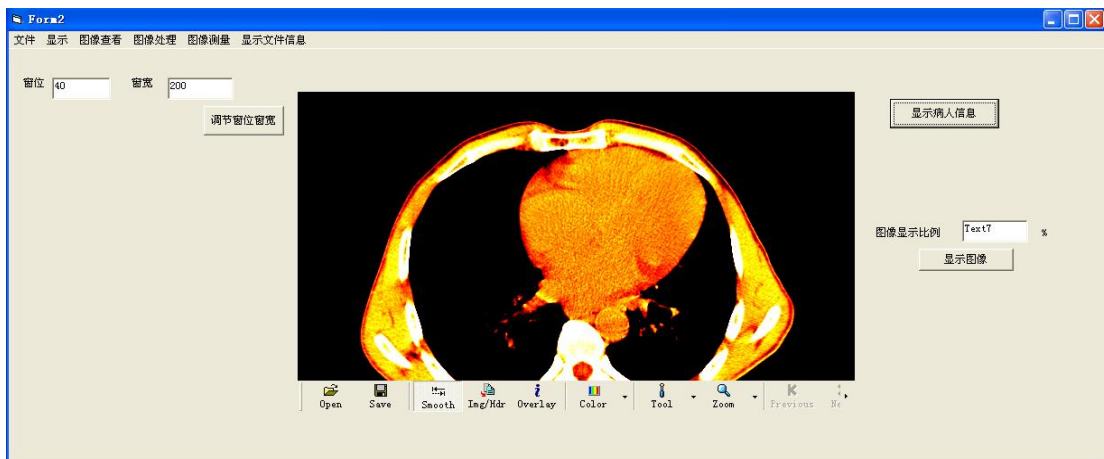 Form2
文件 显示 图像查看 图像处理 图像测量 显示文件信息
窗位 40 窗宽 200
调节窗位窗宽
显示病人信息
图像显示比例 Text7 %
显示图像
Open Save Smooth Img/Hdr Overlay Color Tool Zoom Previous